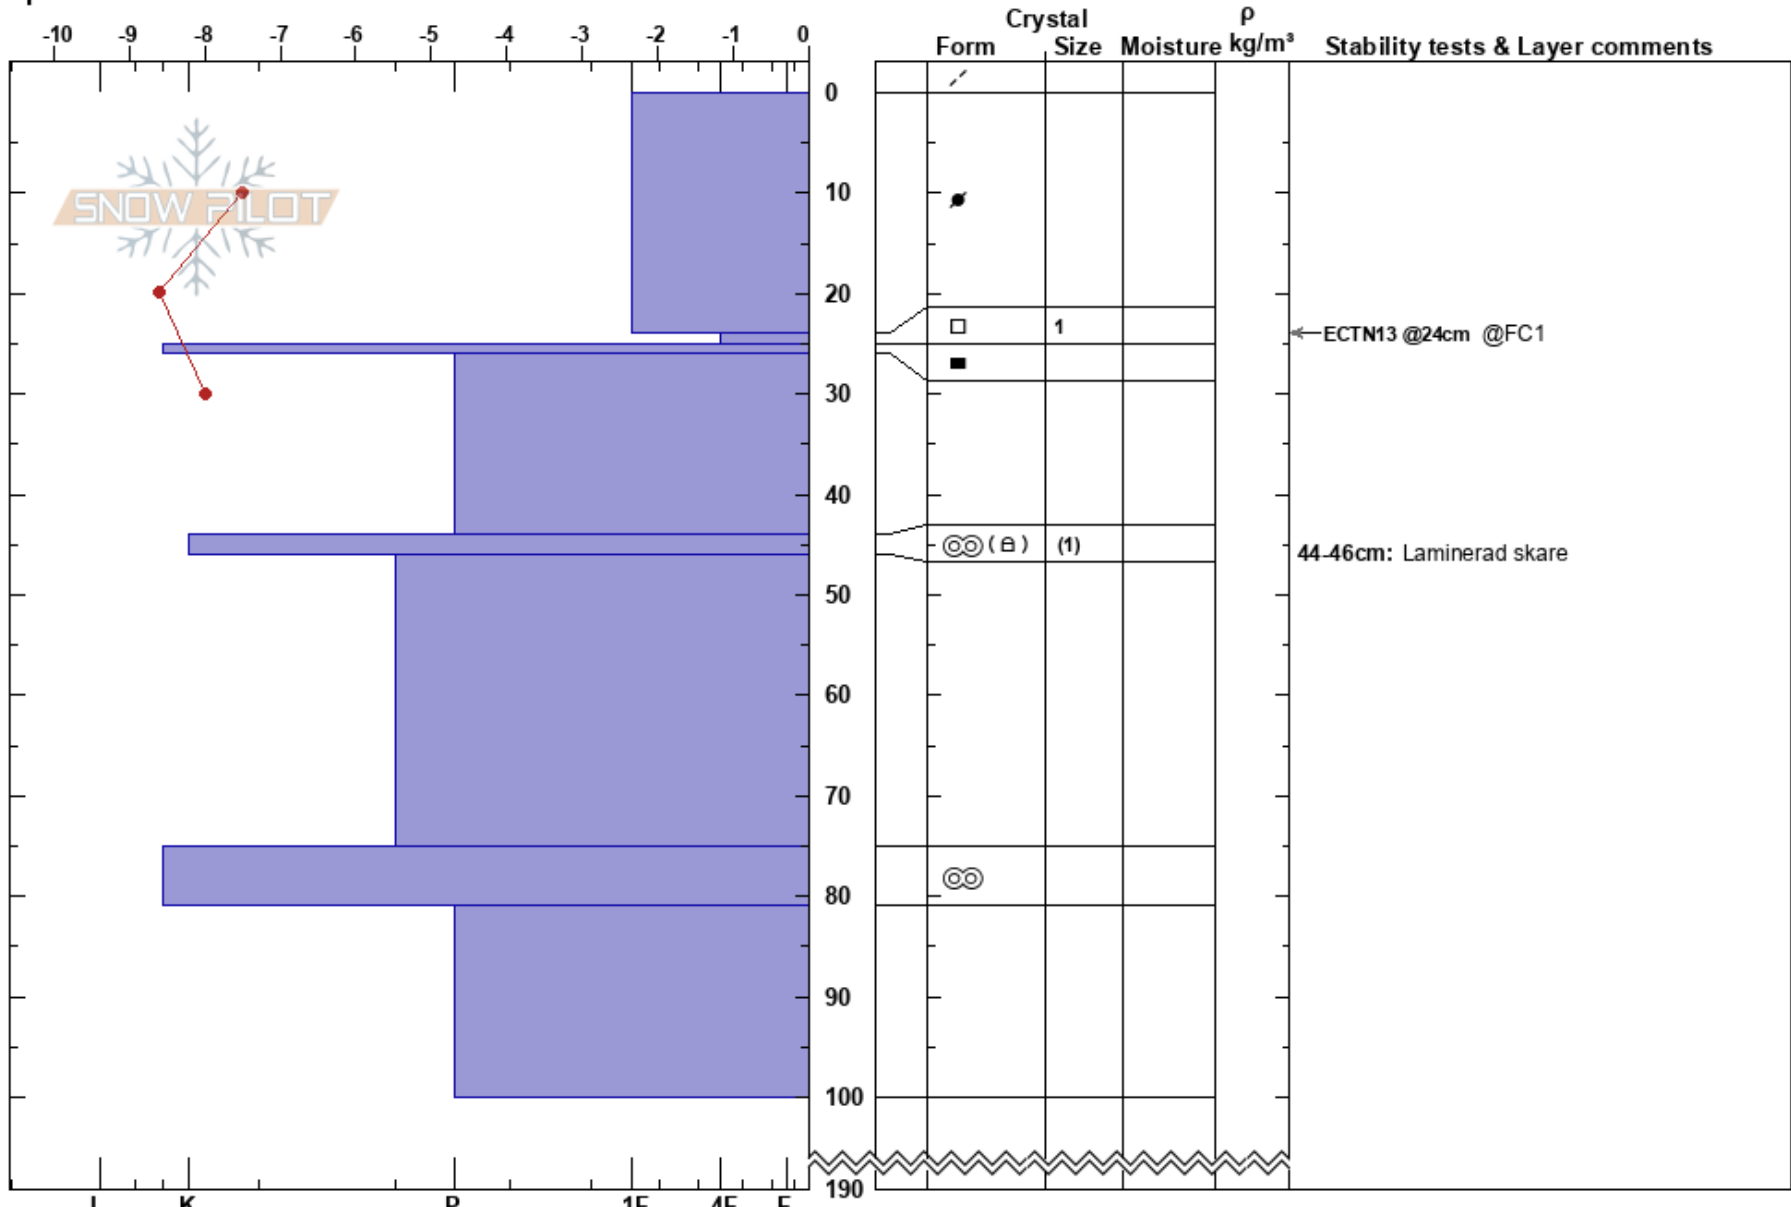 Crystal ρ
-10 -9 -8 -7 -6 -5 -4 -3 -2 -1 0 Form Size Moisture kg/m³ Stability tests & Layer comments
0
SNOW PILOT
10
20
1
ECTN13 @24cm @FC1
30
40
(1)
44-46cm: Laminerad skare
50
60
70
80
90
100
190
I K P 1F 4F F